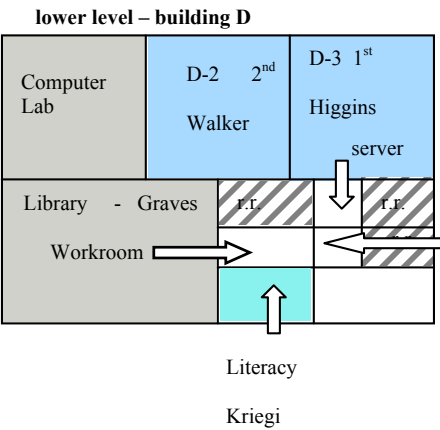 lower level – building D
Computer Lab
D-2 2nd
Walker
D-3 1st
Higgins
server
Library - Graves
Workroom
r.r.
r.r.
r.r.
Literacy
Kriegi